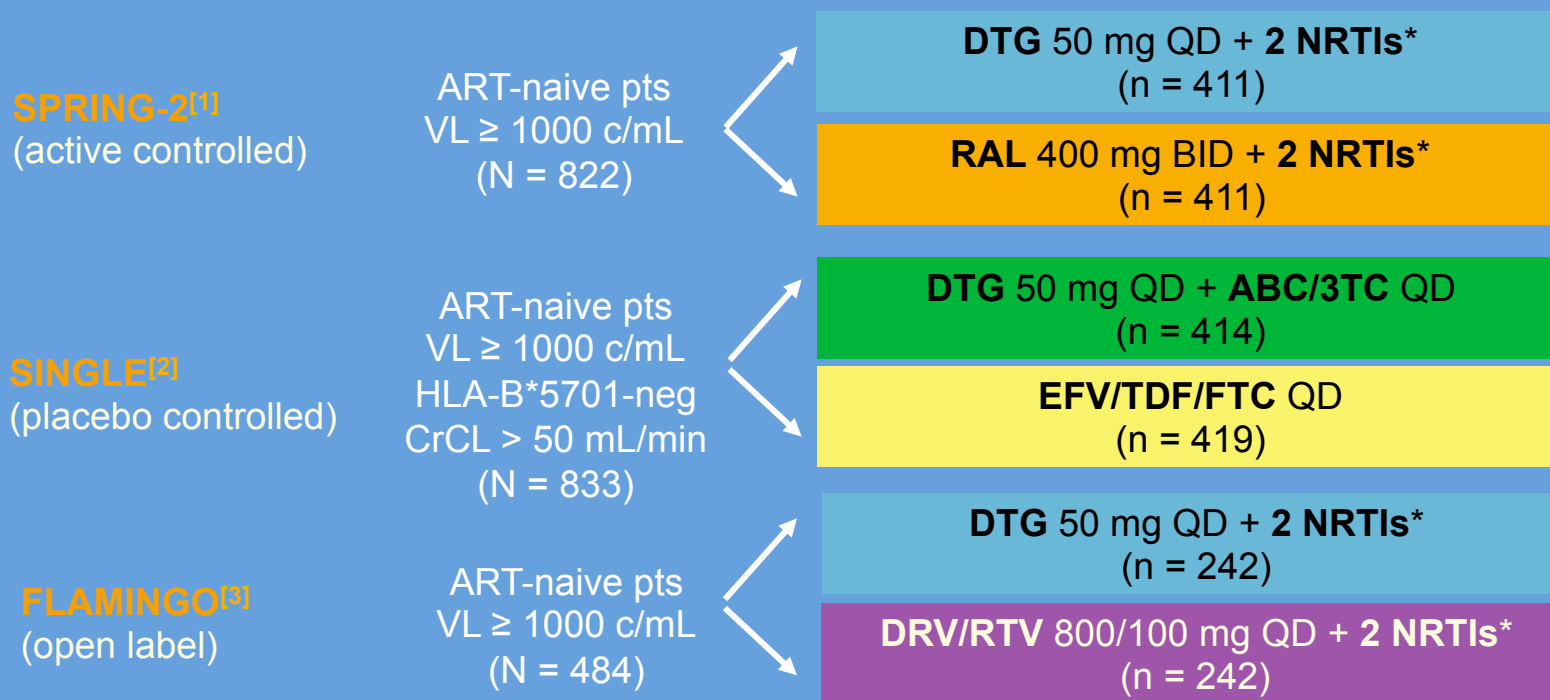 SPRING-2[1]
(active controlled)
ART-naive pts
VL ≥ 1000 c/mL
(N = 822)
DTG 50 mg QD + 2 NRTIs*
(n = 411)
RAL 400 mg BID + 2 NRTIs*
(n = 411)
SINGLE[2]
(placebo controlled)
ART-naive pts
VL ≥ 1000 c/mL
HLA-B*5701-neg
CrCL > 50 mL/min
(N = 833)
DTG 50 mg QD + ABC/3TC QD
(n = 414)
EFV/TDF/FTC QD
(n = 419)
FLAMINGO[3]
(open label)
ART-naive pts
VL ≥ 1000 c/mL
(N = 484)
DTG 50 mg QD + 2 NRTIs*
(n = 242)
DRV/RTV 800/100 mg QD + 2 NRTIs*
(n = 242)